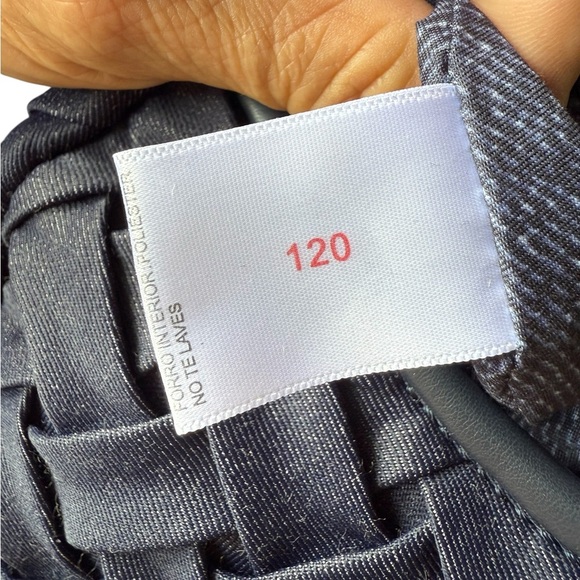 120
FORRO INTERIOR: POLIESTER
NO TE LAVES